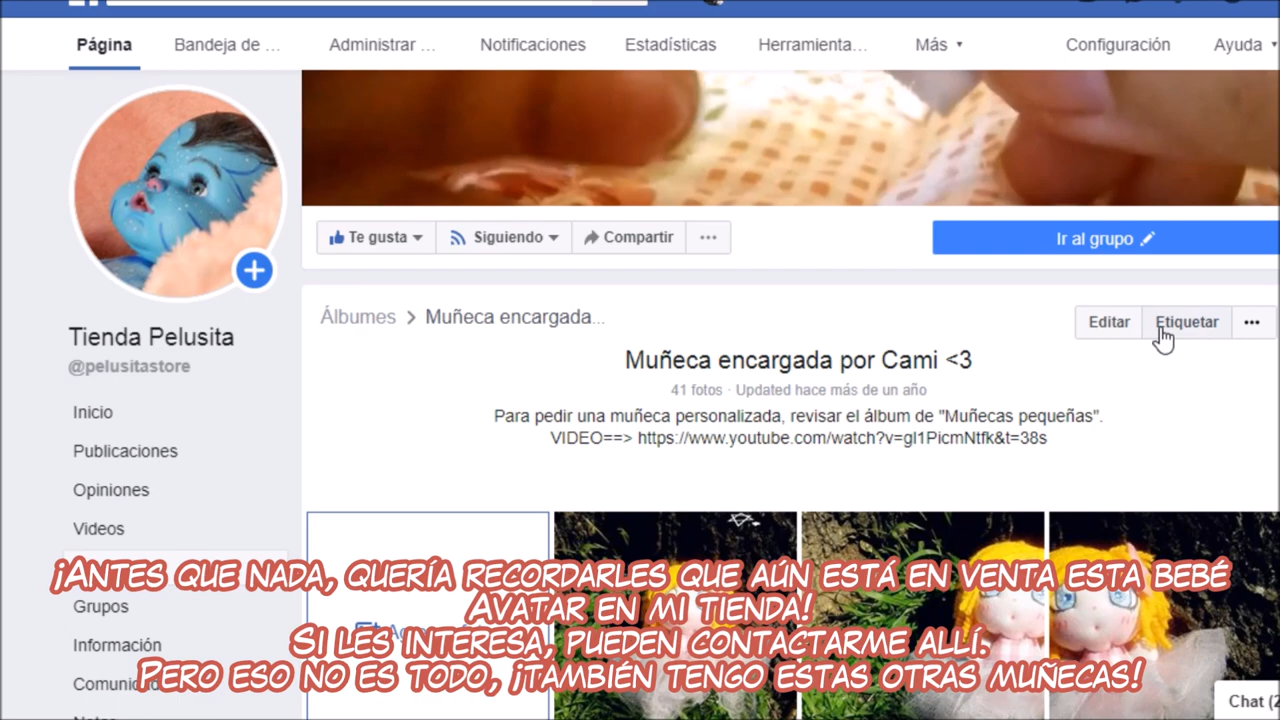 Página
Bandeja de ...
Administrar ...
Notificaciones
Estadísticas
Herramienta...
Más
Configuración
Ayuda
Te gusta
Siguiendo
Compartir
Ir al grupo
Álbumes > Muñeca encargada...
Editar
Etiquetar
Muñeca encargada por Cami <3
41 fotos · Updated hace más de un año
Para pedir una muñeca personalizada, revisar el álbum de "Muñecas pequeñas".
VIDEO==> https://www.youtube.com/watch?v=gl1PicmNtfk&t=38s
Tienda Pelusita
@pelusitastore
Inicio
Publicaciones
Opiniones
Videos
Grupos
Información
¡Antes que nada, quería recordarles que aún está en venta esta bebé
Avatar en mi tienda!
Si les interesa, pueden contactarme allí.
Pero eso no es todo, ¡también tengo estas otras muñecas!
Chat (2